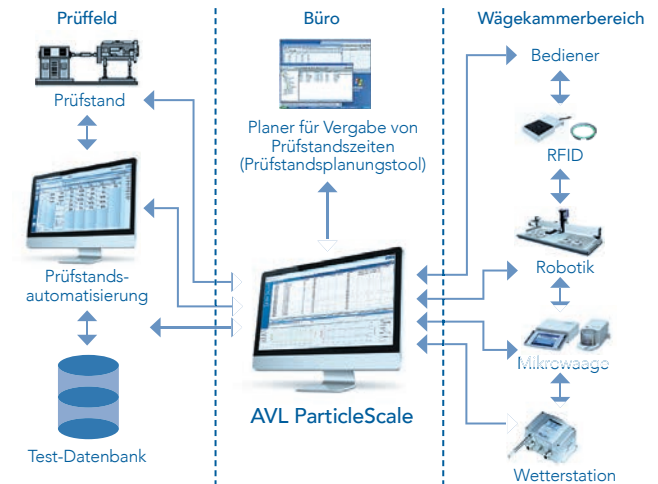 Prüffeld
Prüfstand
Prüfstands-
automatisierung
Test-Datenbank
Büro
Planer für Vergabe von
Prüfstandszeiten
(Prüfstandsplanungstool)
AVL ParticleScale
Wägekammerbereich
Bediener
RFID
Robotik
Mikrowaage
Wetterstation